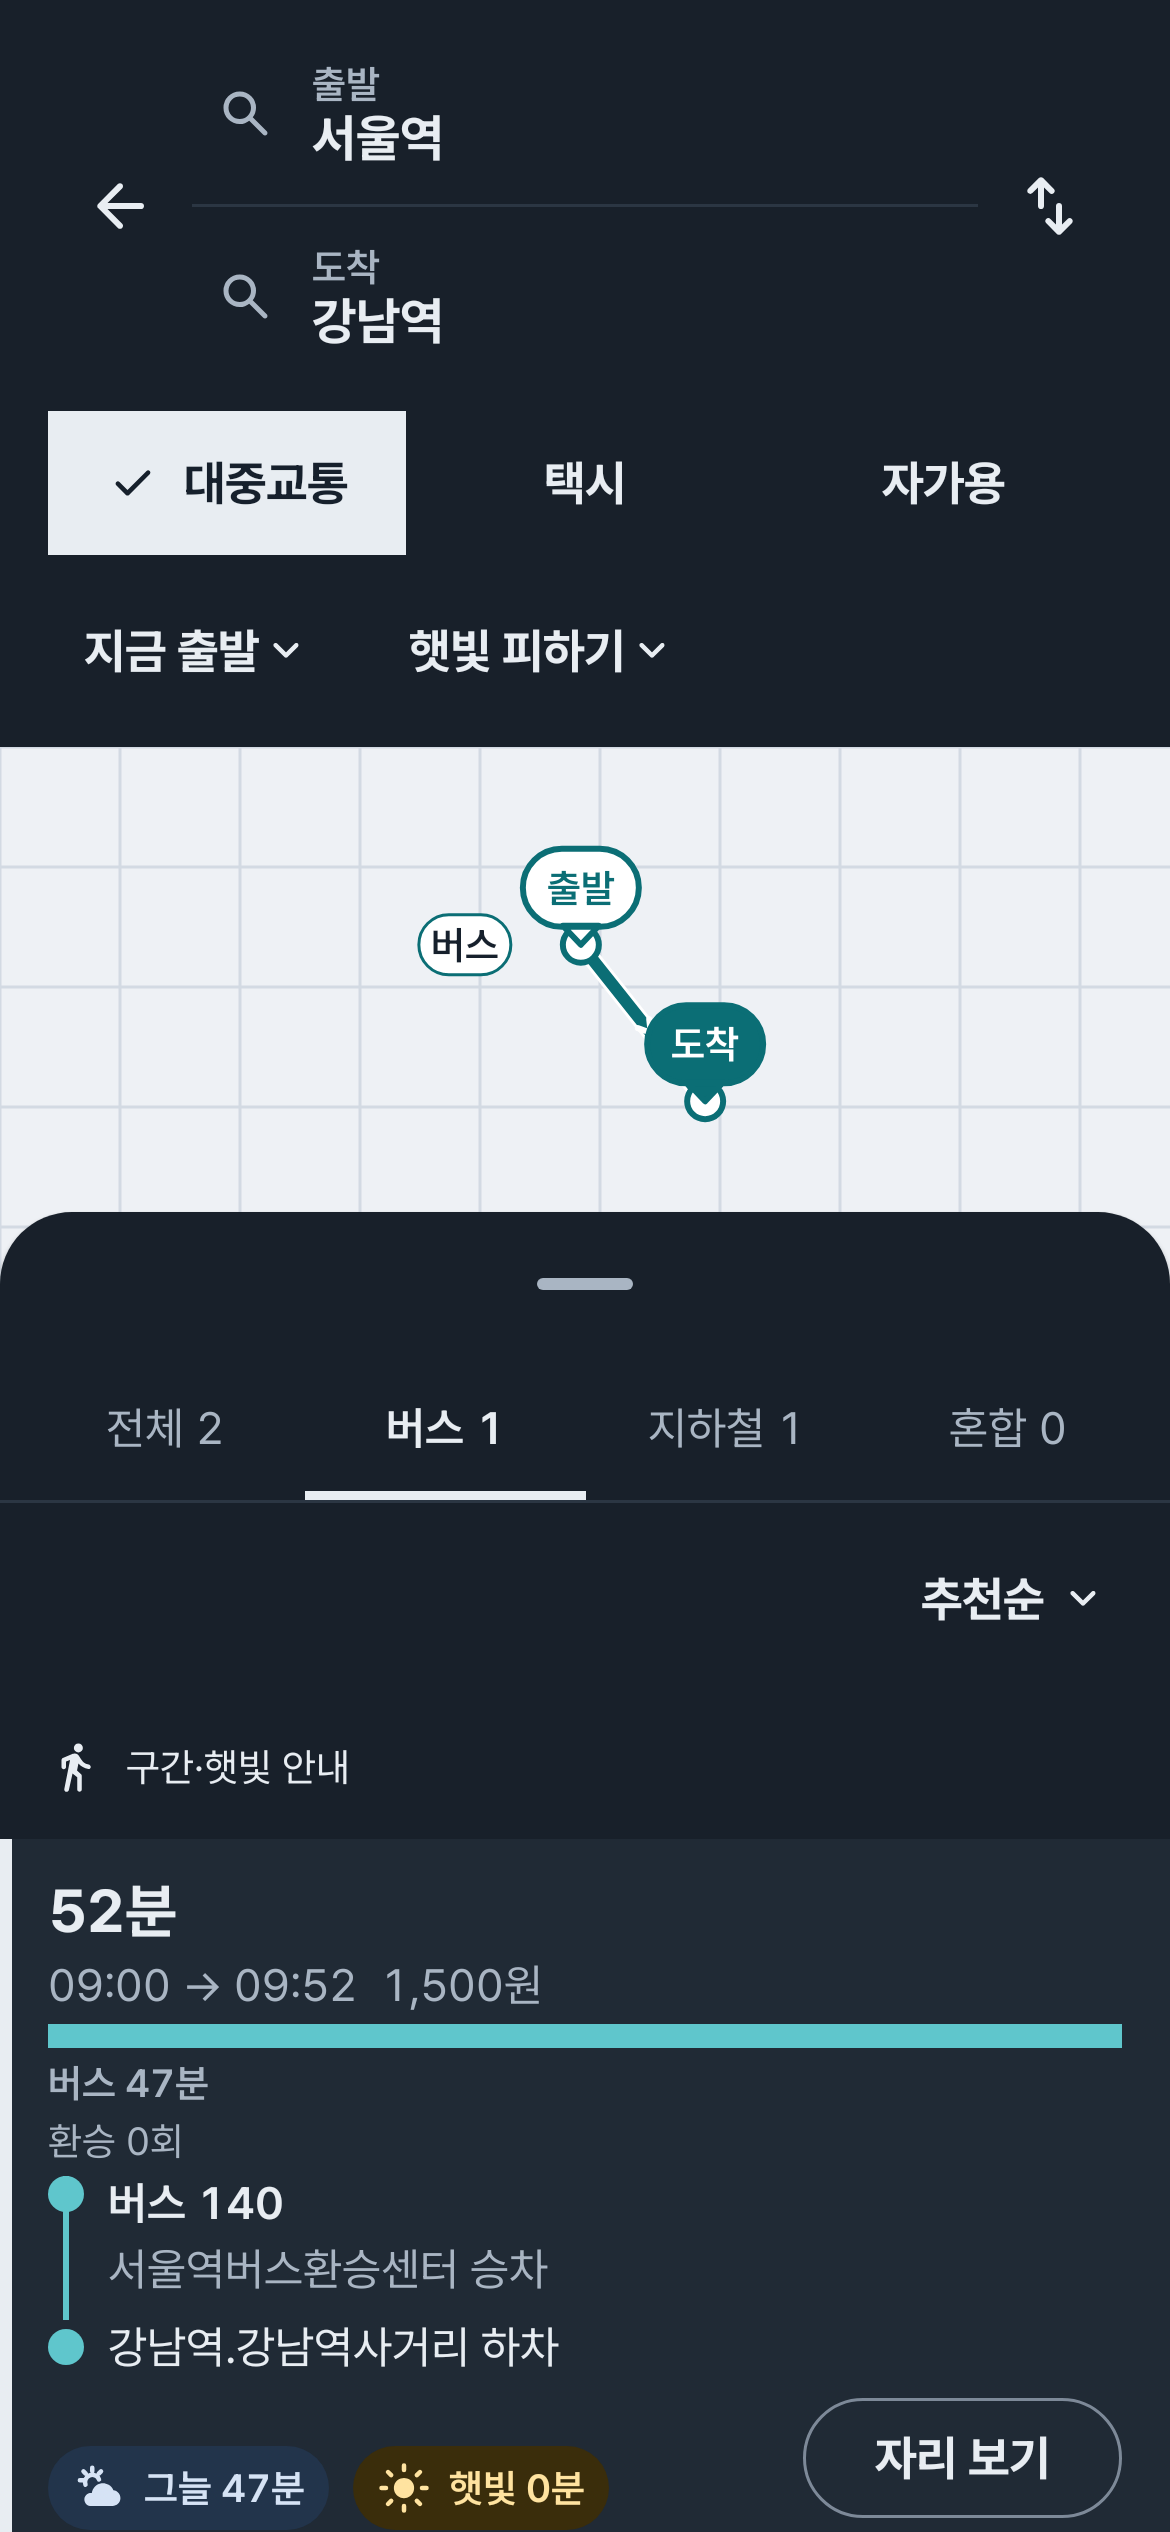 출발
서울역
도착
강남역
대중교통 택시 자가용
지금 출발 햇빛 피하기
출발
버스
도착
전체 2 버스 1 지하철 1 혼합 0
추천순
구간·햇빛 안내
52분
09:00 → 09:52 1,500원
버스 47분
환승 0회
버스 140
서울역버스환승센터 승차
강남역.강남역사거리 하차
자리 보기
그늘 47분 햇빛 0분